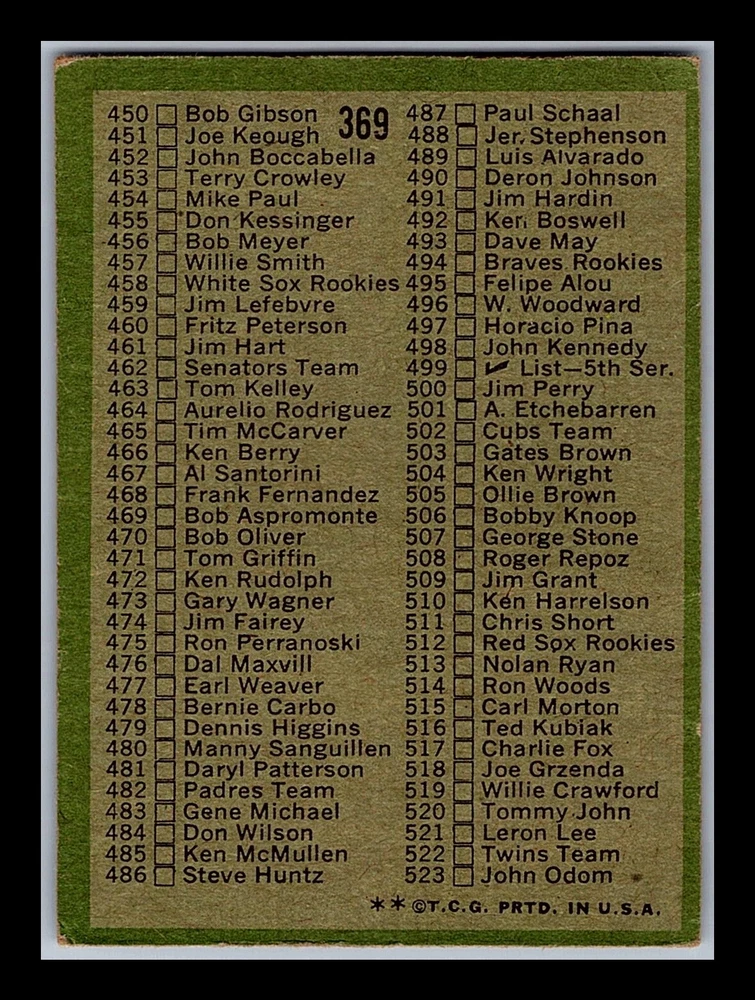 450 Bob Gibson
451 Joe Keough
452 John Boccabella
453 Terry Crowley
454 Mike Paul
455 Don Kessinger
456 Bob Meyer
457 Willie Smith
458 White Sox Rookies
459 Jim Lefebvre
460 Fritz Peterson
461 Jim Hart
462 Senators Team
463 Tom Kelley
464 Aurelio Rodriguez
465 Tim McCarver
466 Ken Berry
467 Al Santorini
468 Frank Fernandez
469 Bob Aspromonte
470 Bob Oliver
471 Tom Griffin
472 Ken Rudolph
473 Gary Wagner
474 Jim Fairey
475 Ron Perranoski
476 Dal Maxvill
477 Earl Weaver
478 Bernie Carbo
479 Dennis Higgins
480 Manny Sanguillen
481 Daryl Patterson
482 Padres Team
483 Gene Michael
484 Don Wilson
485 Ken McMullen
486 Steve Huntz
369
487 Paul Schaal
488 Jer. Stephenson
489 Luis Alvarado
490 Deron Johnson
491 Jim Hardin
492 Ken Boswell
493 Dave May
494 Braves Rookies
495 Felipe Alou
496 W. Woodward
497 Horacio Pina
498 John Kennedy
499 ✔ List—5th Ser.
500 Jim Perry
501 A. Etchebarren
502 Cubs Team
503 Gates Brown
504 Ken Wright
505 Ollie Brown
506 Bobby Knoop
507 George Stone
508 Roger Repoz
509 Jim Grant
510 Ken Harrelson
511 Chris Short
512 Red Sox Rookies
513 Nolan Ryan
514 Ron Woods
515 Carl Morton
516 Ted Kubiak
517 Charlie Fox
518 Joe Grzenda
519 Willie Crawford
520 Tommy John
521 Leron Lee
522 Twins Team
523 John Odom
**©T.C.G. PRTD. IN U.S.A.